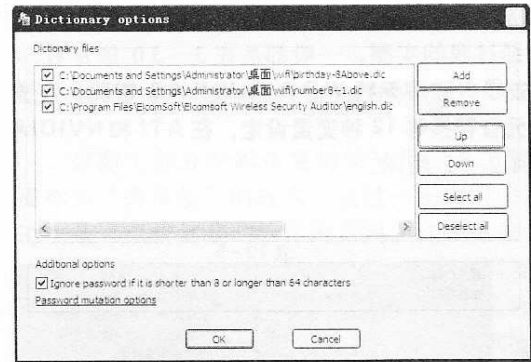 Dictionary options
Dictionary files
C:\Documents and Settings\Administrator\桌面\wifi\birthday-8Above.dic
C:\Documents and Settings\Administrator\桌面\wifi\number8--1.dic
C:\Program Files\ElcomSoft\Elcomsoft Wireless Security Auditor\english.dic
Add
Remove
Up
Down
Select all
Deselect all
Additional options
Ignore password if it is shorter than 8 or longer than 64 characters
Password mutation options
OK
Cancel